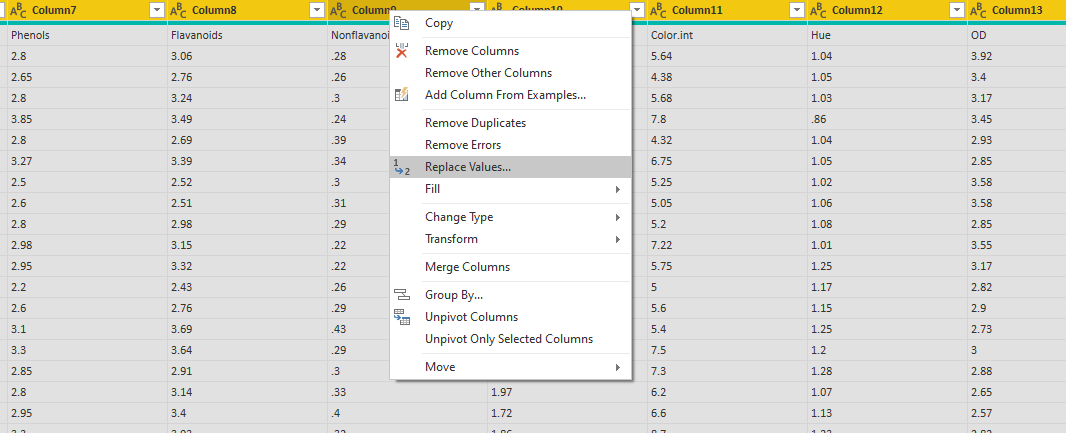 ABC Column7 ABC Column8 ABC Column9 Column10 ABC Column11 ABC Column12 ABC Column13
Phenols Flavanoids Nonflavanoi Color.int Hue OD
2.8 3.06 .28 5.64 1.04 3.92
2.65 2.76 .26 4.38 1.05 3.4
2.8 3.24 .3 5.68 1.03 3.17
3.85 3.49 .24 7.8 .86 3.45
2.8 2.69 .39 4.32 1.04 2.93
3.27 3.39 .34 6.75 1.05 2.85
2.5 2.52 .3 5.25 1.02 3.58
2.6 2.51 .31 5.05 1.06 3.58
2.8 2.98 .29 5.2 1.08 2.85
2.98 3.15 .22 7.22 1.01 3.55
2.95 3.32 .22 5.75 1.25 3.17
2.2 2.43 .26 5 1.17 2.82
2.6 2.76 .29 5.6 1.15 2.9
3.1 3.69 .43 5.4 1.25 2.73
3.3 3.64 .29 7.5 1.2 3
2.85 2.91 .3 7.3 1.28 2.88
2.8 3.14 .33 1.97 6.2 1.07 2.65
2.95 3.4 .4 1.72 6.6 1.13 2.57
Copy
Remove Columns
Remove Other Columns
Add Column From Examples...
Remove Duplicates
Remove Errors
1 2 Replace Values...
Fill
Change Type
Transform
Merge Columns
Group By...
Unpivot Columns
Unpivot Only Selected Columns
Move